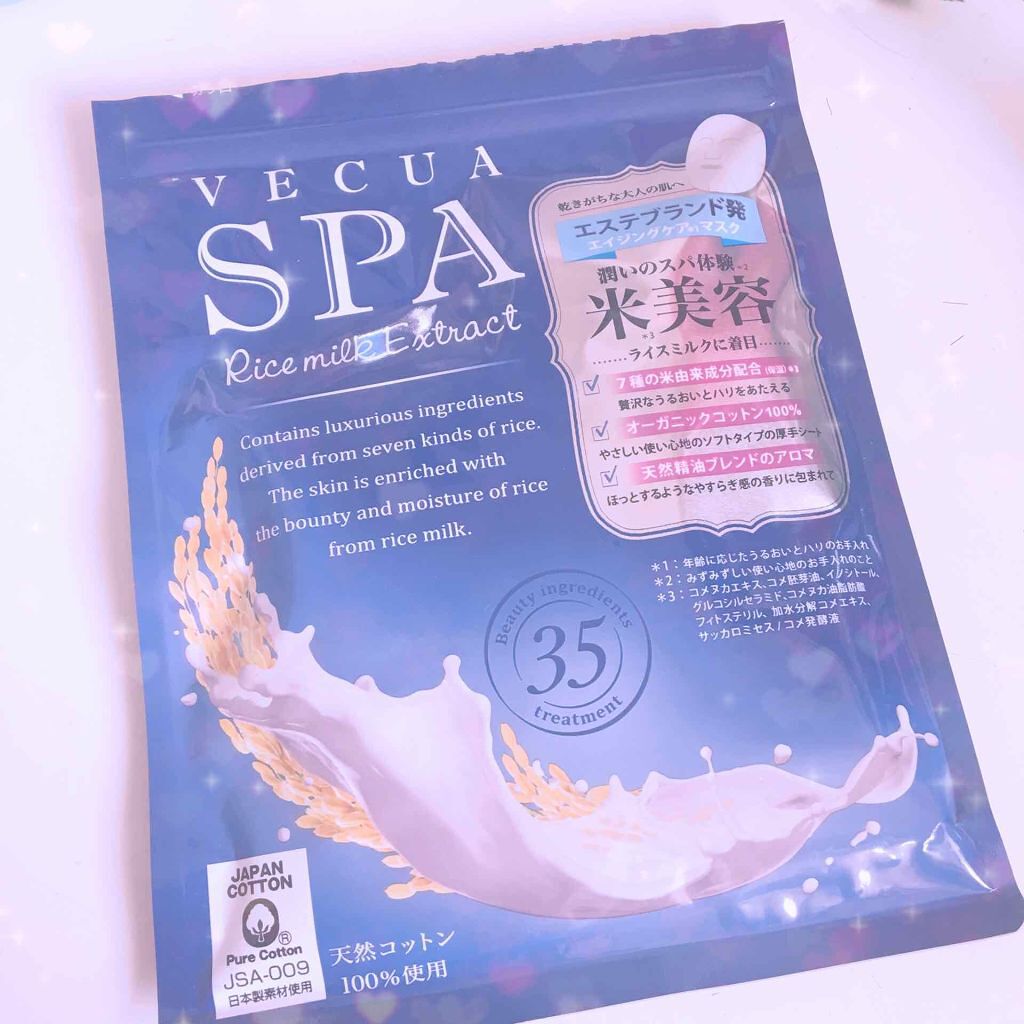 VECUA
SPA
Rice milk Extract
Contains luxurious ingredients
derived from seven kinds of rice.
The skin is enriched with
the bounty and moisture of rice
from rice milk.
乾きがちな大人の肌へ
エステブランド発
エイジングケア*1マスク
潤いのスパ体験*2
米美容
*3
……ライスミルクに着目……
7種の米由来成分配合(保湿)*3
贅沢なうるおいとハリをあたえる
オーガニックコットン100%
やさしい使い心地のソフトタイプの厚手シート
天然精油ブレンドのアロマ
ほっとするようなやすらぎ感の香りに包まれて
*1:年齢に応じたうるおいとハリのお手入れ
*2:みずみずしい使い心地のお手入れのこと
*3:コメヌカエキス、コメ胚芽油、イノシトール、
グルコシルセラミド、コメヌカ油脂肪酸
フィトステリル、加水分解コメエキス、
サッカロミセス/コメ発酵液
Beauty ingredients
35
treatment
JAPAN
COTTON
®
Pure Cotton
JSA-009
日本製素材使用
天然コットン
100%使用